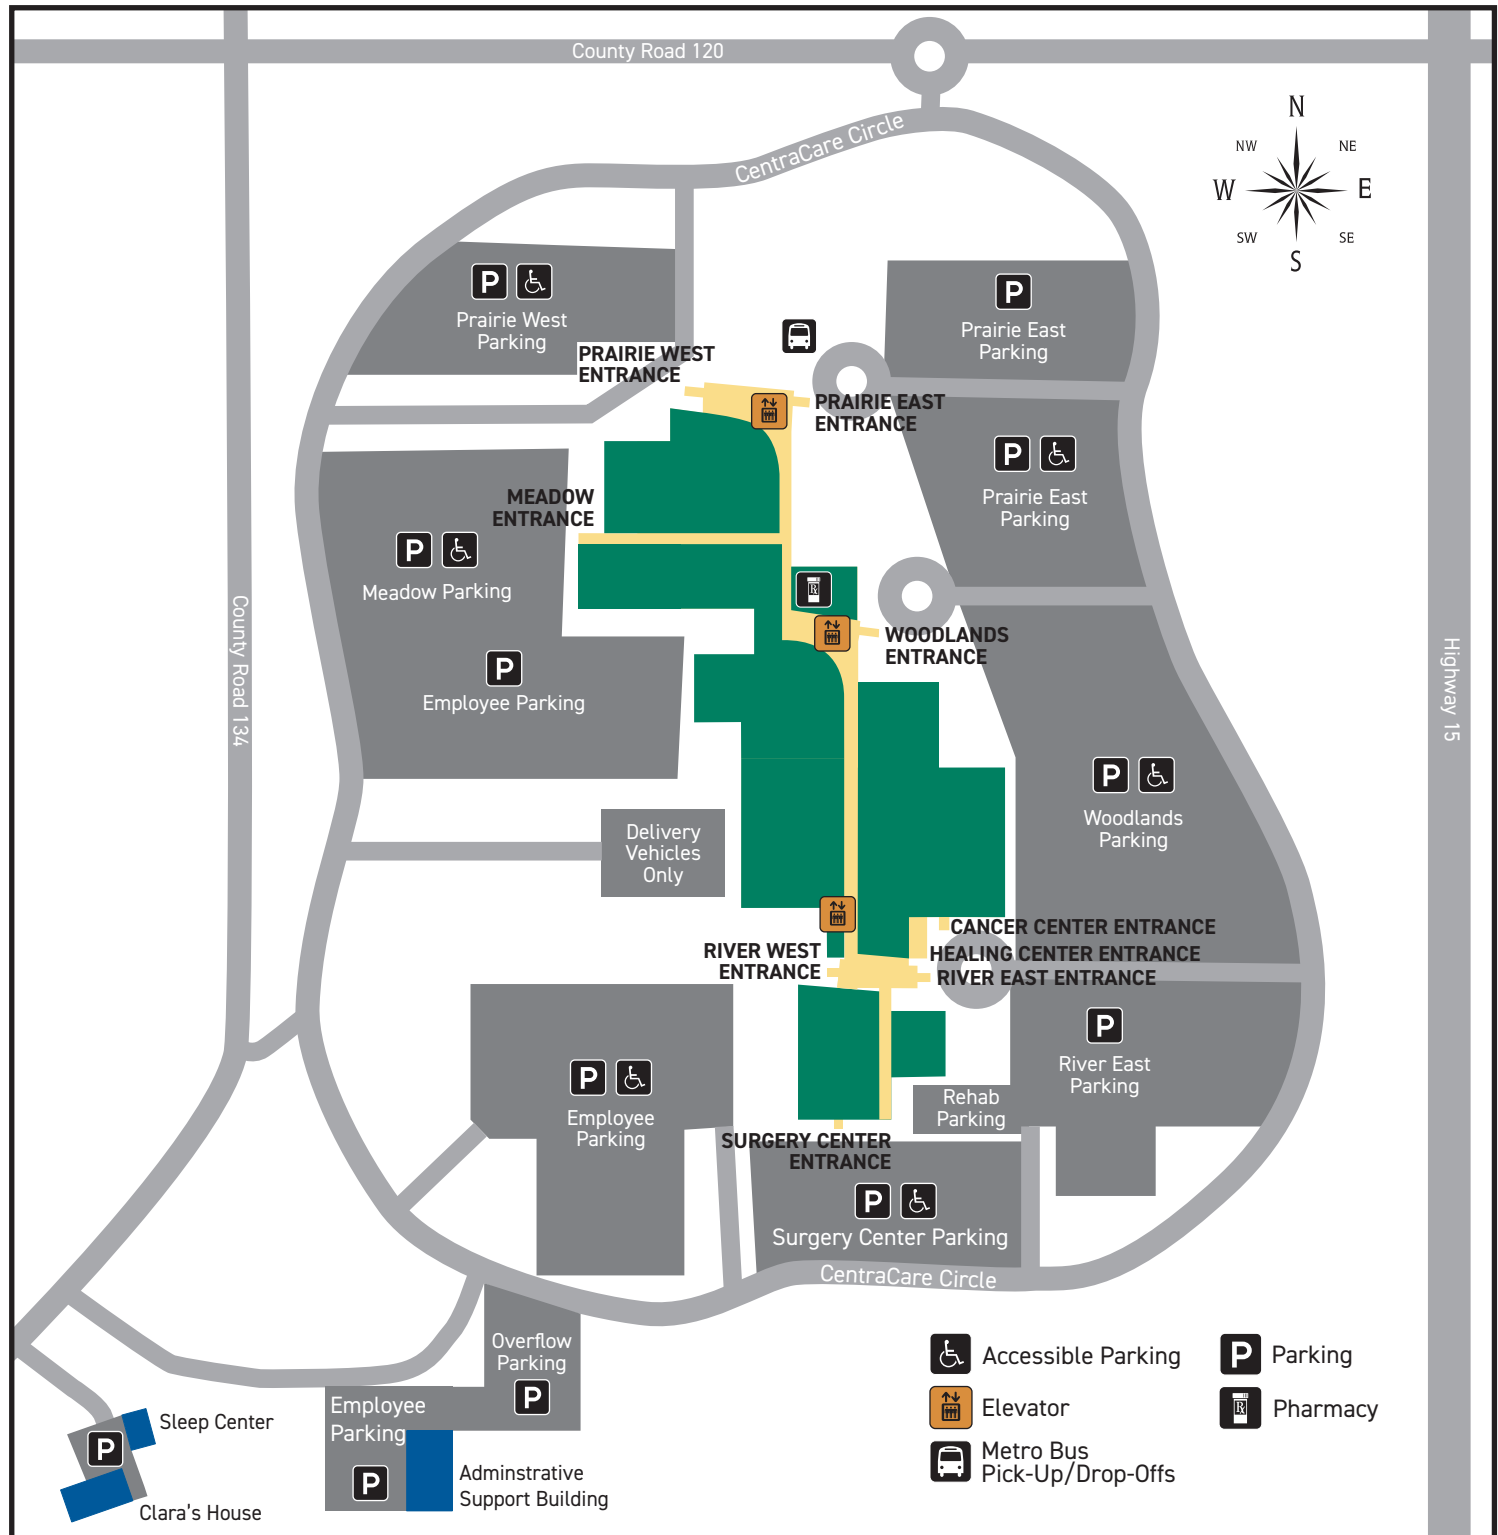 County Road 120
CentraCare Circle
N
NW
NE
W
E
SW
SE
S
P
Prairie West
Parking
P
Prairie East
Parking
PRAIRIE WEST
ENTRANCE
PRAIRIE EAST
ENTRANCE
P
Prairie East
Parking
MEADOW
ENTRANCE
P
Meadow Parking
County Road 134
WOODLANDS
ENTRANCE
Highway 15
P
Employee Parking
P
Woodlands
Parking
Delivery
Vehicles
Only
CANCER CENTER ENTRANCE
HEALING CENTER ENTRANCE
RIVER EAST ENTRANCE
RIVER WEST
ENTRANCE
P
River East
Parking
P
Employee
Parking
Rehab
Parking
SURGERY CENTER
ENTRANCE
P
Surgery Center Parking
CentraCare Circle
Overflow
Parking
P
Employee
Parking
P
Adminstrative
Support Building
Sleep Center
P
Clara's House
Accessible Parking
P
Parking
Elevator
Rx
Pharmacy
Metro Bus
Pick-Up/Drop-Offs